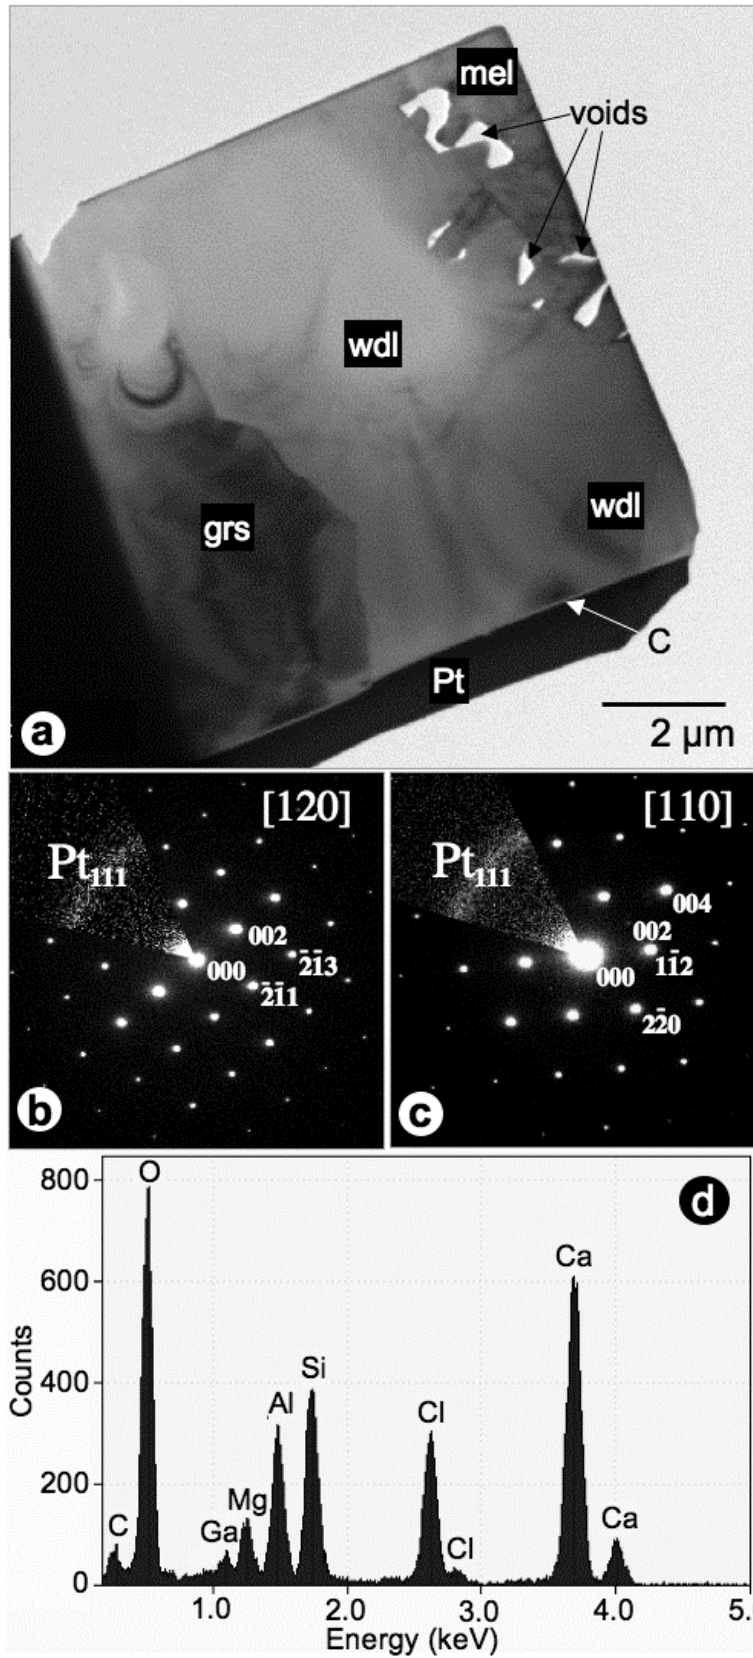 mel
voids
wdl
wdl
grs
C
Pt
2 µm
a
[120]
Pt111
002
000
2̄1̄3
2̄1̄1
b
[110]
Pt111
004
002
11̄2
000
22̄0
c
800
600
400
200
0
Counts
O
C
Ga
Mg
Al
Si
Cl
Cl
Ca
Ca
d
1.0
2.0
3.0
4.0
5.
Energy (keV)